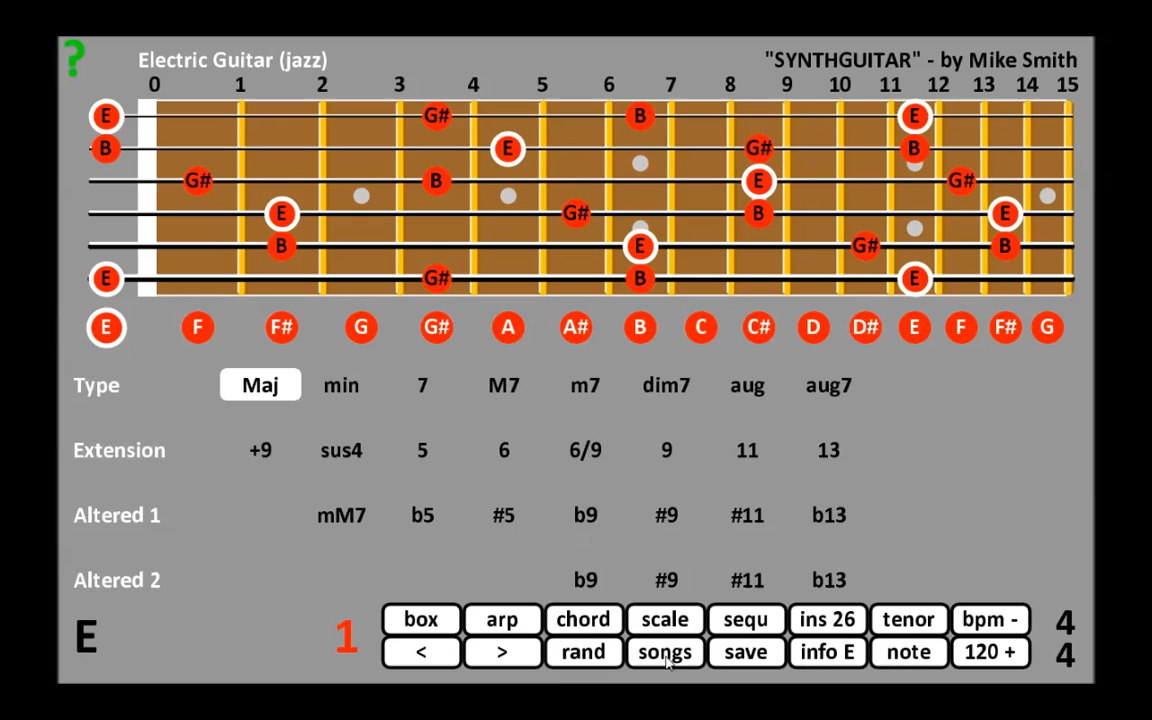 ?
Electric Guitar (jazz) "SYNTHGUITAR" - by Mike Smith
0 1 2 3 4 5 6 7 8 9 10 11 12 13 14 15
E G# B E
B E G# B
G# B E G#
E G# B E
B E G# B
E G# B E
E F F# G G# A A# B C C# D D# E F F# G
Type Maj min 7 M7 m7 dim7 aug aug7
Extension +9 sus4 5 6 6/9 9 11 13
Altered 1 mM7 b5 #5 b9 #9 #11 b13
Altered 2 b9 #9 #11 b13
E 1 box arp chord scale sequ ins 26 tenor bpm - 4
< > rand songs save info E note 120 + 4